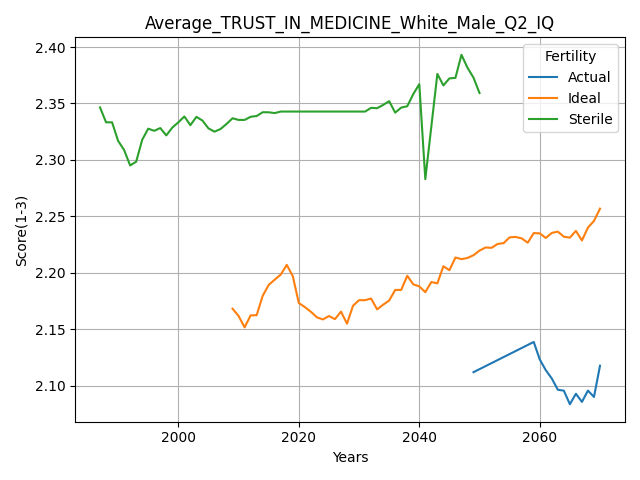 Average_TRUST_IN_MEDICINE_White_Male_Q2_IQ
Fertility
Actual
Ideal
Sterile
Score(1-3)
2.40
2.35
2.30
2.25
2.20
2.15
2.10
2000
2020
2040
2060
Years